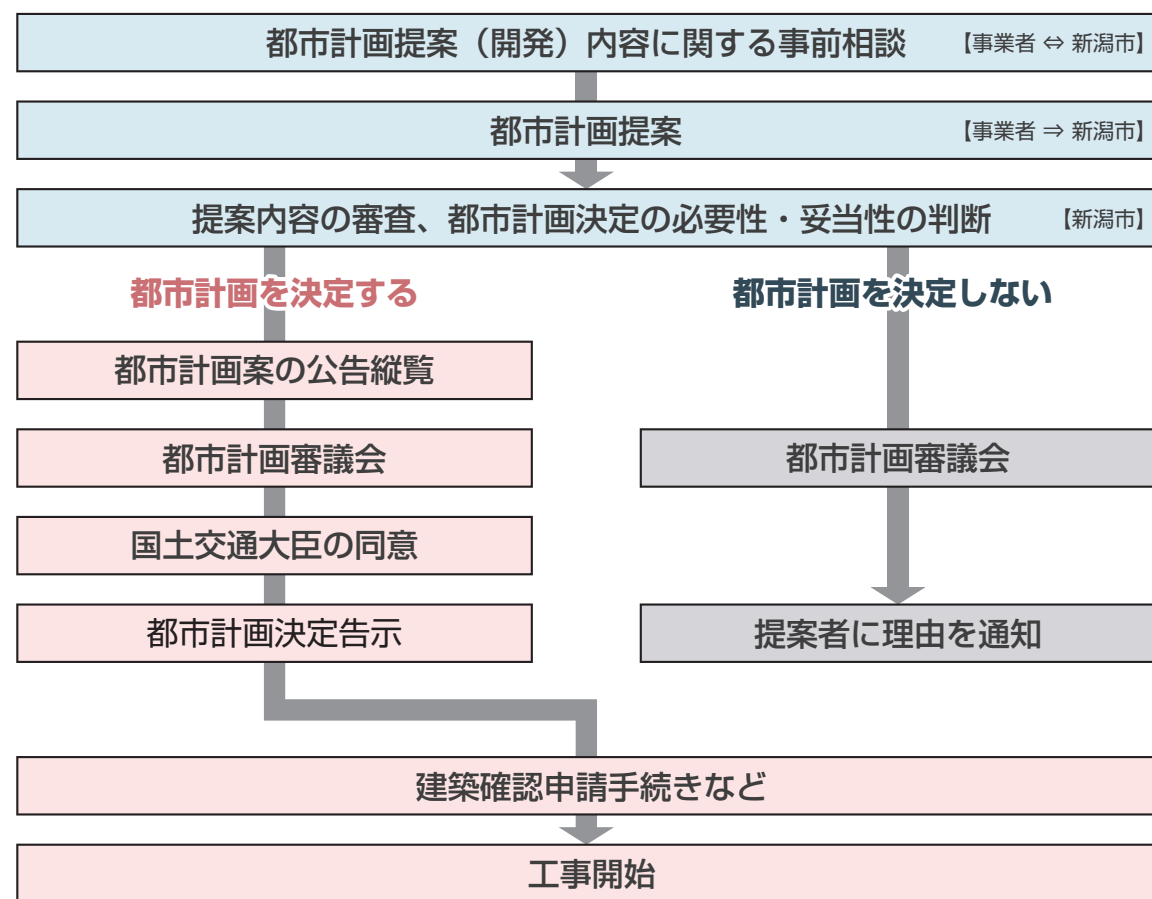 都市計画提案（開発）内容に関する事前相談 【事業者 ⇔ 新潟市】
都市計画提案 【事業者 ⇒ 新潟市】
提案内容の審査、都市計画決定の必要性・妥当性の判断 【新潟市】
都市計画を決定する
都市計画案の公告縦覧
都市計画審議会
国土交通大臣の同意
都市計画決定告示
都市計画を決定しない
都市計画審議会
提案者に理由を通知
建築確認申請手続きなど
工事開始